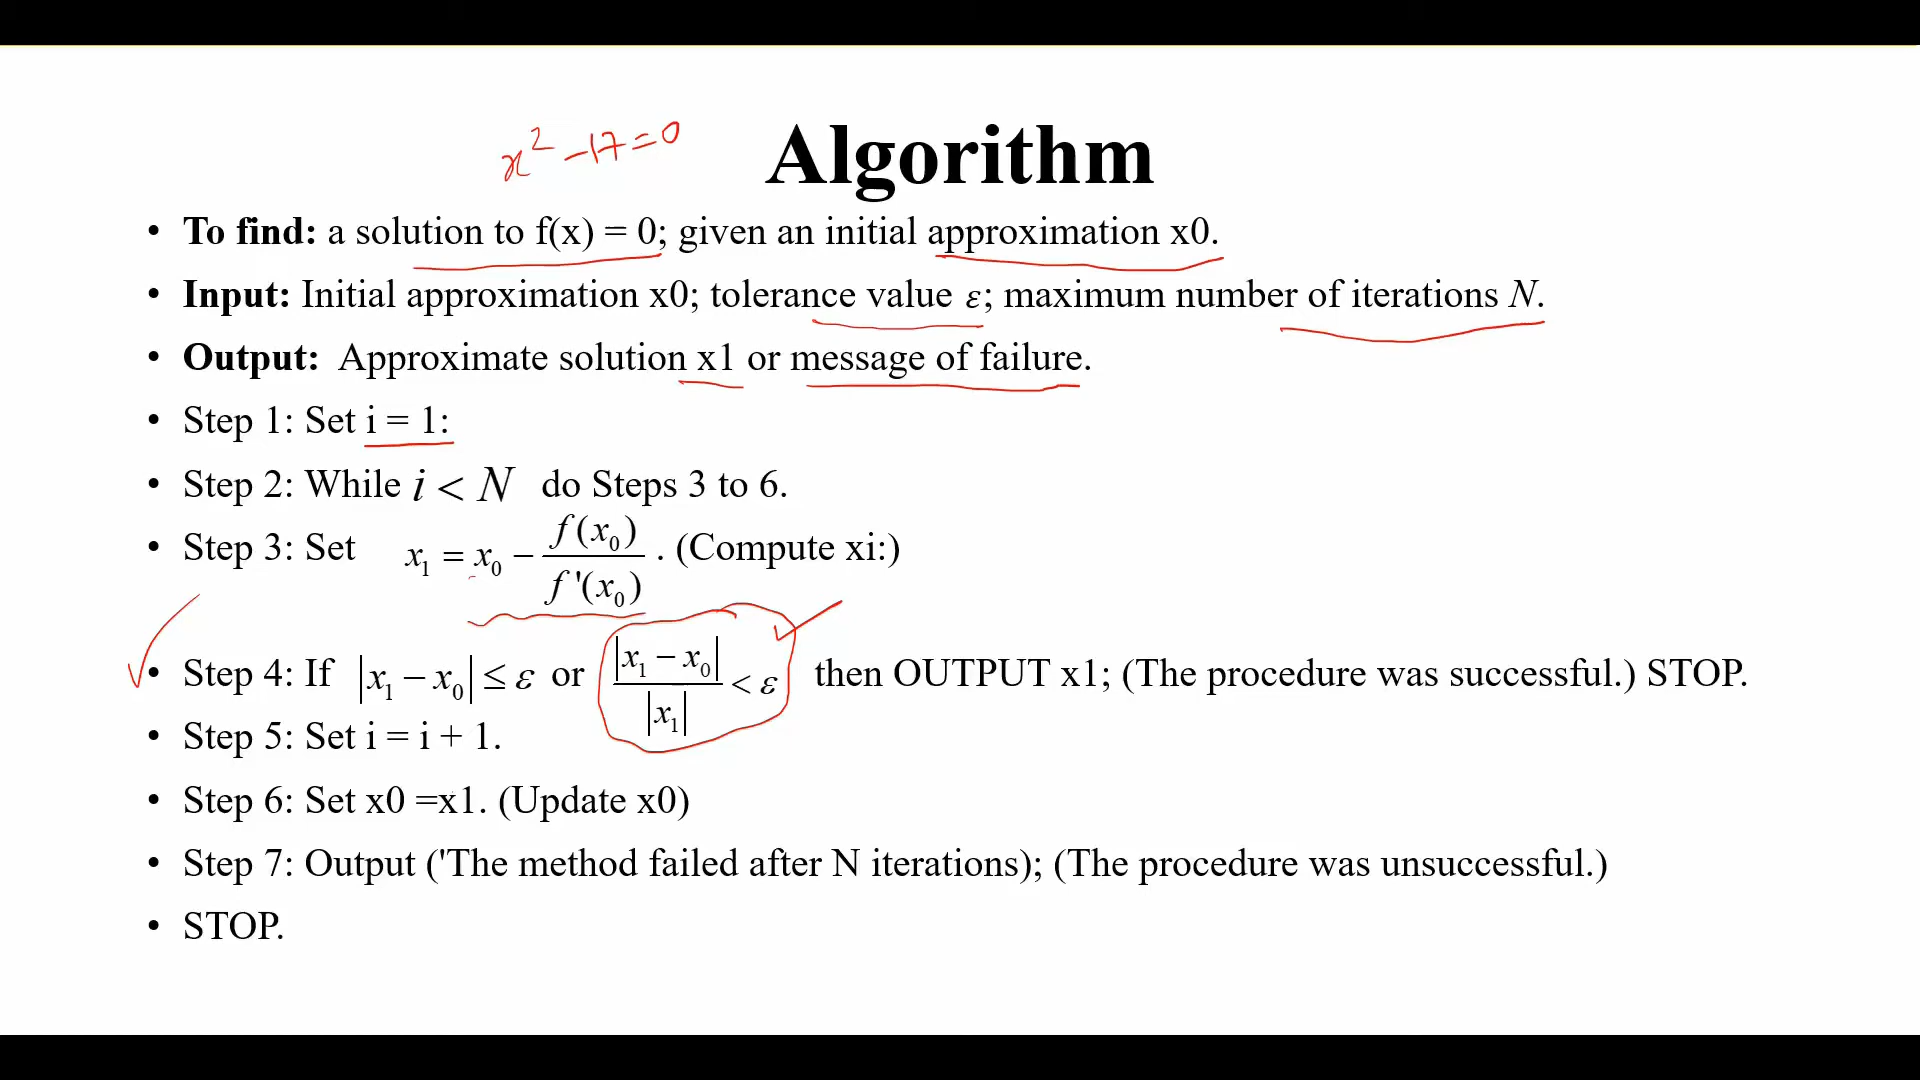 x² -17=0
Algorithm
• To find: a solution to f(x) = 0; given an initial approximation x0.
• Input: Initial approximation x0; tolerance value ε; maximum number of iterations N.
• Output: Approximate solution x1 or message of failure.
• Step 1: Set i = 1:
• Step 2: While i < N do Steps 3 to 6.
• Step 3: Set x₁ = x₀ − f(x₀) / f'(x₀) . (Compute xi:)
• Step 4: If |x₁ − x₀| ≤ ε or |x₁ − x₀| / |x₁| < ε then OUTPUT x1; (The procedure was successful.) STOP.
• Step 5: Set i = i + 1.
• Step 6: Set x0 =x1. (Update x0)
• Step 7: Output ('The method failed after N iterations); (The procedure was unsuccessful.)
• STOP.